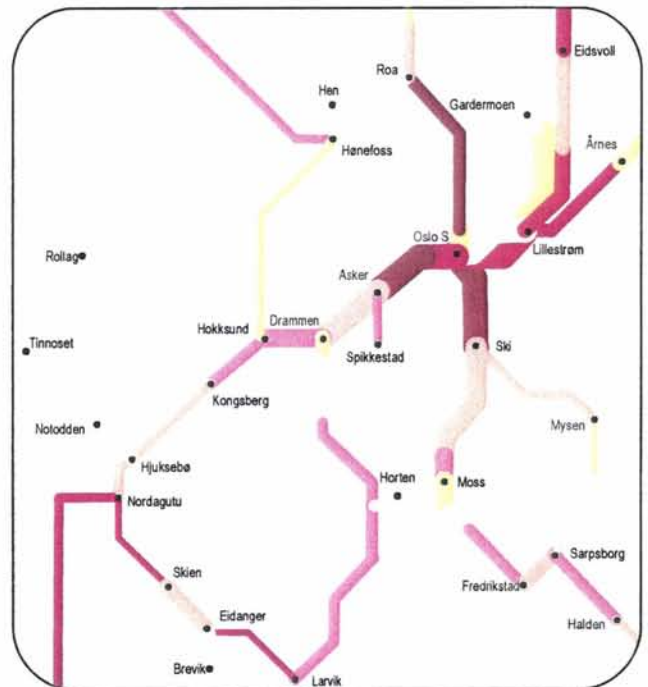 Eidsvoll
Roa
Hen
Gardermoen
Hønefoss
Årnes
Oslo S
Lillestrøm
Rollag
Asker
Hokksund
Drammen
Tinnoset
Spikkestad
Ski
Kongsberg
Notodden
Mysen
Hjuksebø
Horten
Moss
Nordagutu
Sarpsborg
Skien
Fredrikstad
Eidanger
Halden
Brevik
Larvik